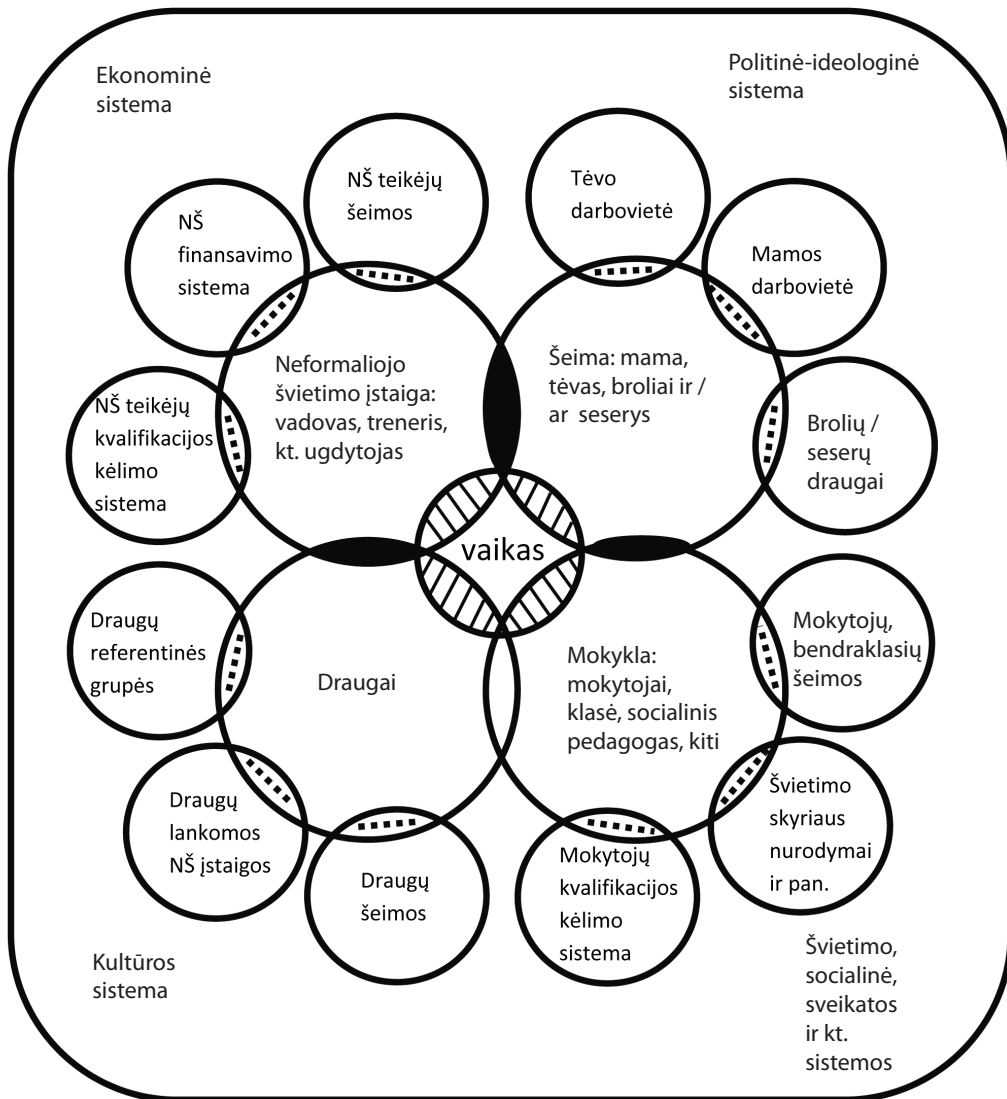 Ekonominė
sistema
Politinė-ideologinė
sistema
NŠ teikėjų
šeimos
Tėvo
darbovietė
NŠ
finansavimo
sistema
Mamos
darbovietė
Neformaliojo
švietimo įstaiga:
vadovas, treneris,
kt. ugdytojas
Šeima: mama,
tėvas, broliai ir /
ar seserys
NŠ teikėjų
kvalifikacijos
kėlimo
sistema
Brolių /
seserų
draugai
vaikas
Draugų
referentinės
grupės
Draugai
Mokykla:
mokytojai,
klasė, socialinis
pedagogas, kiti
Mokytojų,
bendraklasių
šeimos
Draugų
lankomos
NŠ įstaigos
Draugų
šeimos
Mokytojų
kvalifikacijos
kėlimo
sistema
Švietimo
skyriaus
nurodymai
ir pan.
Kultūros
sistema
Švietimo,
socialinė,
sveikatos
ir kt.
sistemos